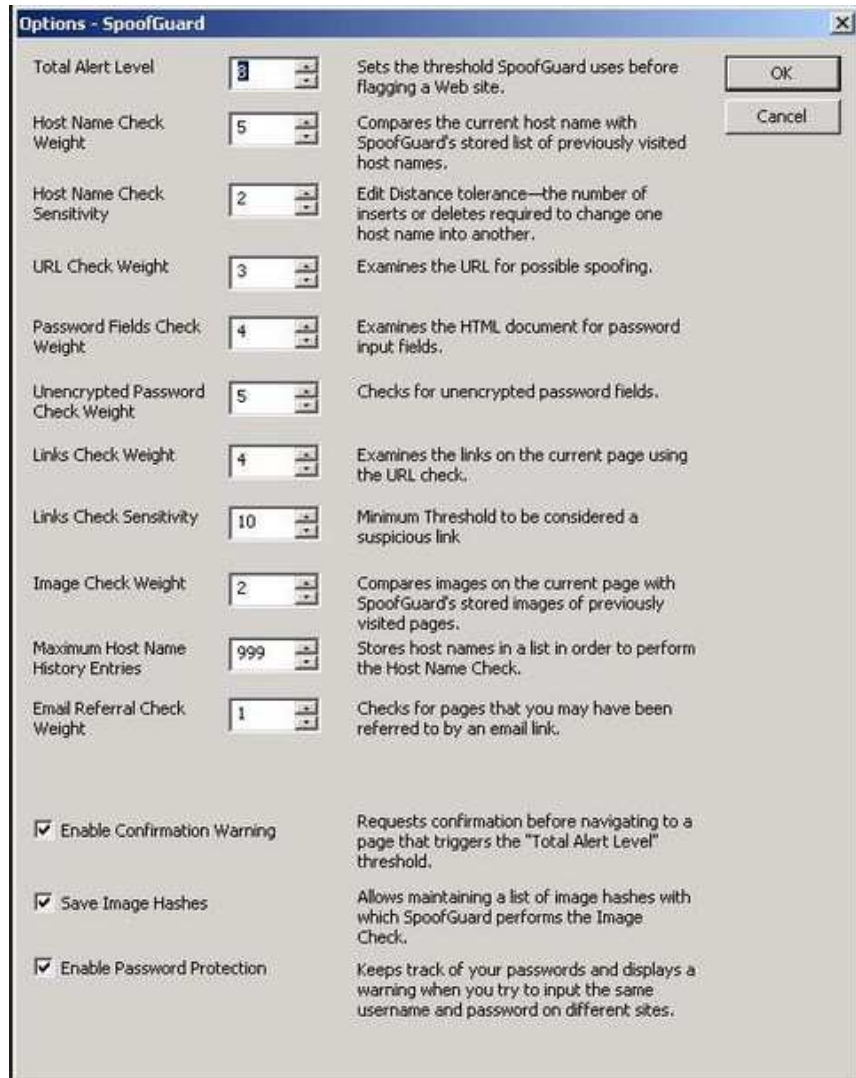 Options - SpoofGuard
Total Alert Level
Sets the threshold SpoofGuard uses before
flagging a Web site.
OK
Cancel
Host Name Check
Weight
5
Compares the current host name with
SpoofGuard's stored list of previously visited
host names.
Host Name Check
Sensitivity
2
Edit Distance tolerance—the number of
inserts or deletes required to change one
host name into another.
URL Check Weight
3
Examines the URL for possible spoofing.
Password Fields Check
Weight
4
Examines the HTML document for password
input fields.
Unencrypted Password
Check Weight
5
Checks for unencrypted password fields.
Links Check Weight
4
Examines the links on the current page using
the URL check.
Links Check Sensitivity
10
Minimum Threshold to be considered a
suspicious link
Image Check Weight
2
Compares images on the current page with
SpoofGuard's stored images of previously
visited pages.
Maximum Host Name
History Entries
999
Stores host names in a list in order to perform
the Host Name Check.
Email Referral Check
Weight
1
Checks for pages that you may have been
referred to by an email link.
Enable Confirmation Warning
Requests confirmation before navigating to a
page that triggers the "Total Alert Level"
threshold.
Save Image Hashes
Allows maintaining a list of image hashes with
which SpoofGuard performs the Image
Check.
Enable Password Protection
Keeps track of your passwords and displays a
warning when you try to input the same
username and password on different sites.